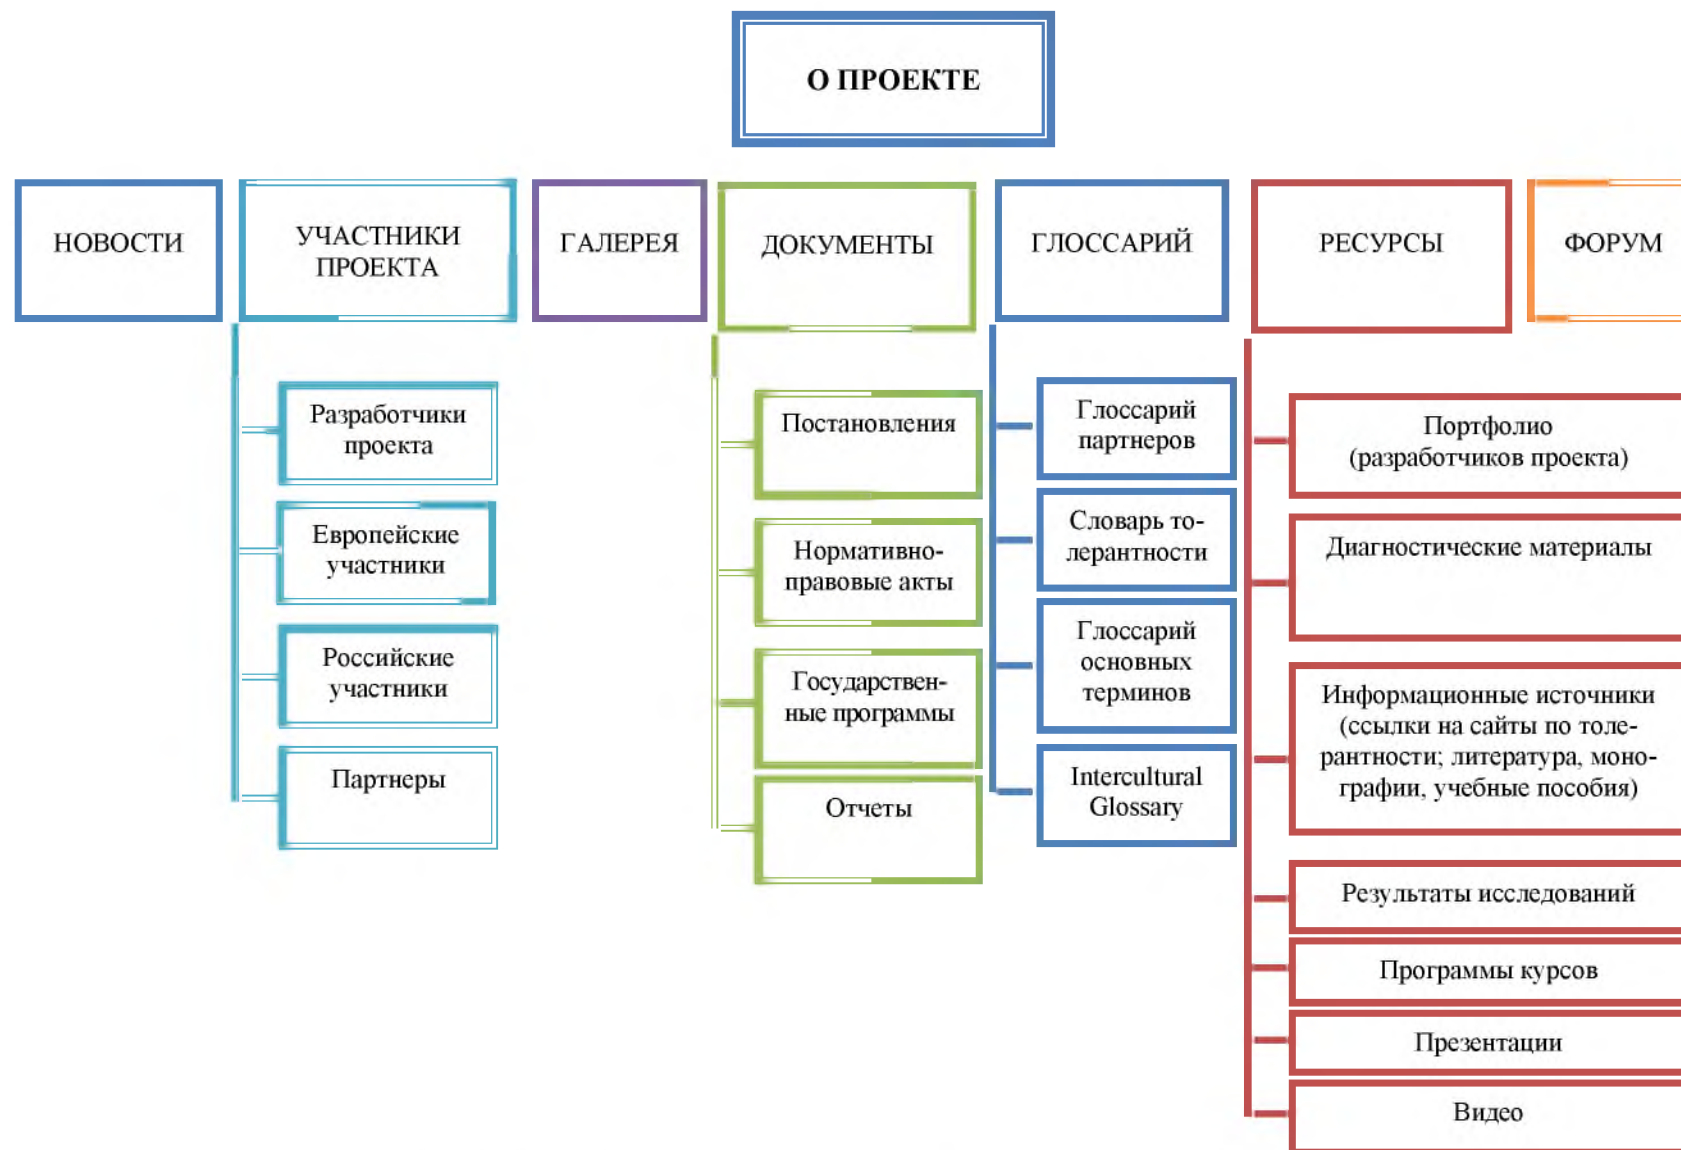 О ПРОЕКТЕ
НОВОСТИ
УЧАСТНИКИ
ПРОЕКТА
ГАЛЕРЕЯ
ДОКУМЕНТЫ
ГЛОССАРИЙ
РЕСУРСЫ
ФОРУМ
Разработчики
проекта
Европейские
участники
Российские
участники
Партнеры
Постановления
Нормативно-
правовые акты
Государствен-
ные программы
Отчеты
Глоссарий
партнеров
Словарь то-
лерантности
Глоссарий
основных
терминов
Intercultural
Glossary
Портфолио
(разработчиков проекта)
Диагностические материалы
Информационные источники
(ссылки на сайты по толе-
рантности; литература, моно-
графии, учебные пособия)
Результаты исследований
Программы курсов
Презентации
Видео